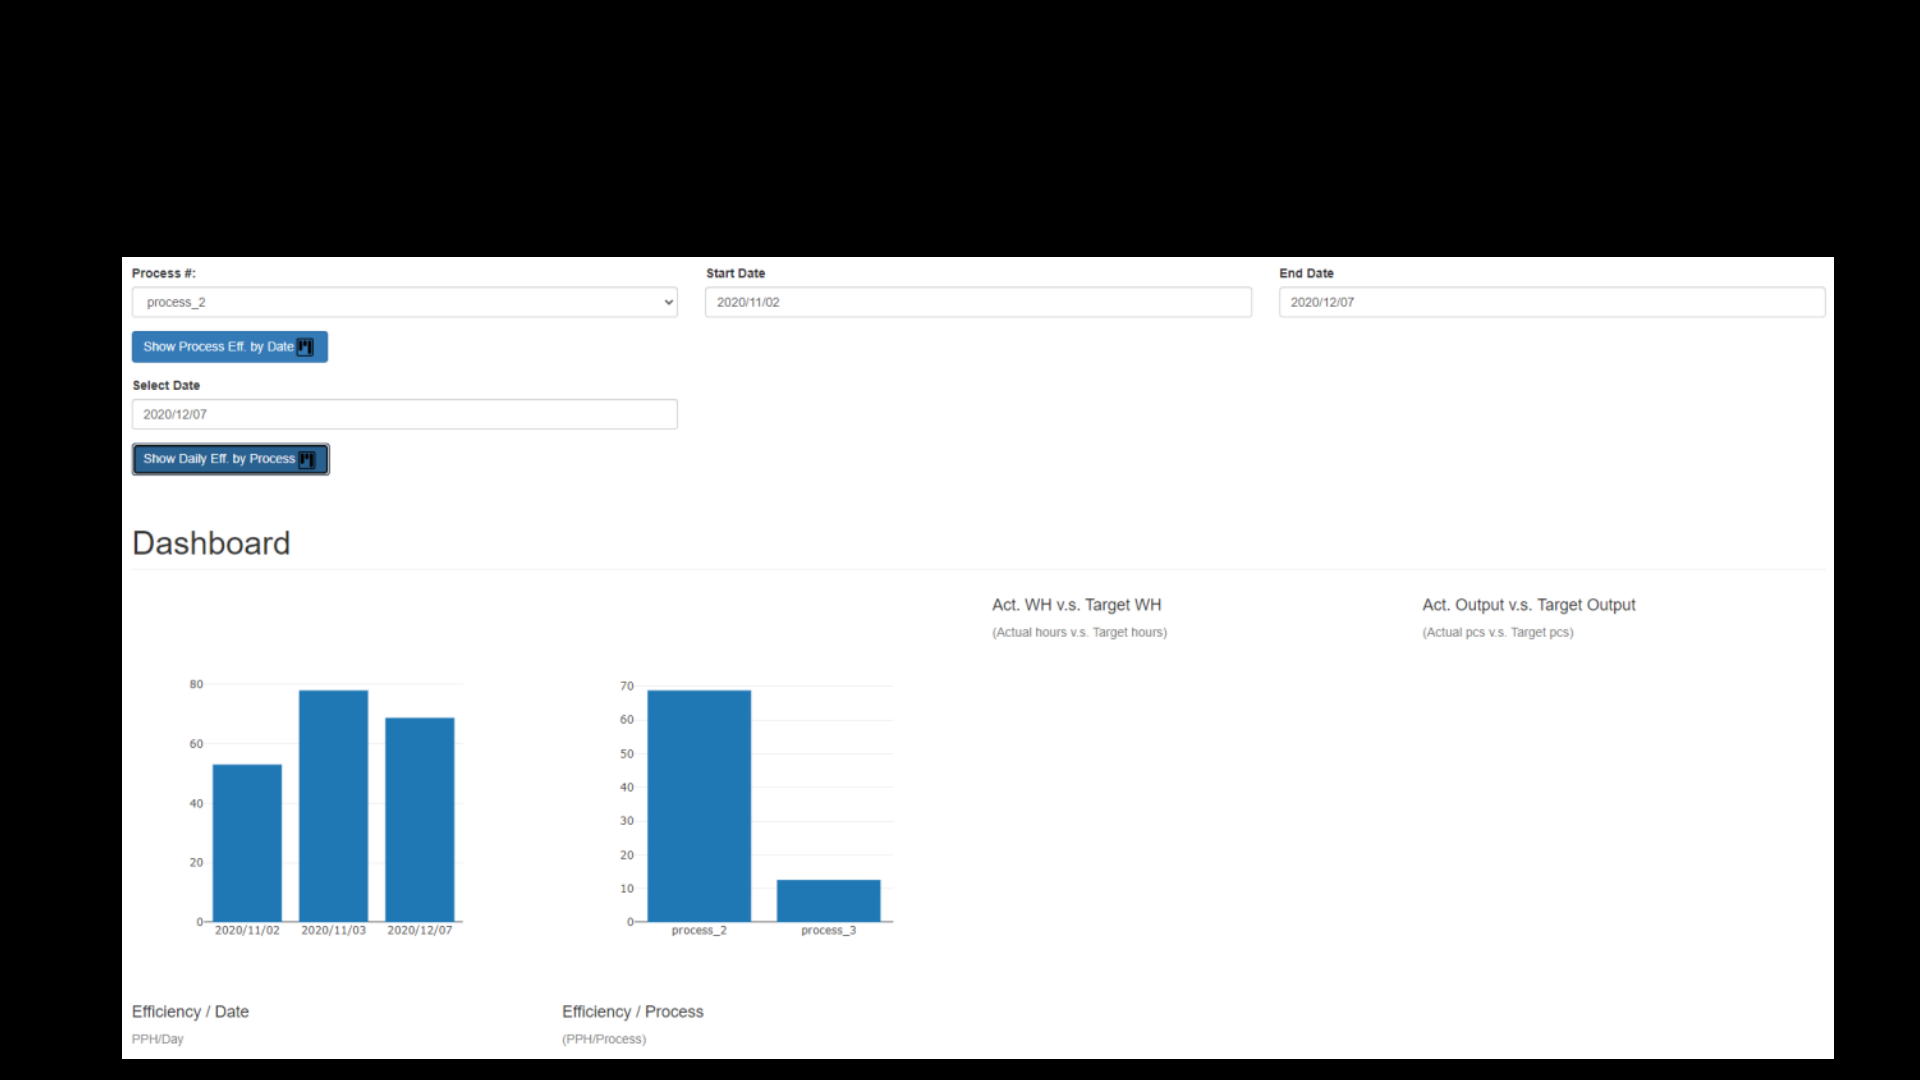 Process #:
Start Date
End Date
process_2
2020/11/02
2020/12/07
Show Process Eff. by Date
Select Date
2020/12/07
Show Daily Eff. by Process
Dashboard
Act. WH v.s. Target WH
Act. Output v.s. Target Output
(Actual hours v.s. Target hours)
(Actual pcs v.s. Target pcs)
80
60
40
20
0
2020/11/02
2020/11/03
2020/12/07
70
60
50
40
30
20
10
0
process_2
process_3
Efficiency / Date
Efficiency / Process
PPH/Day
(PPH/Process)